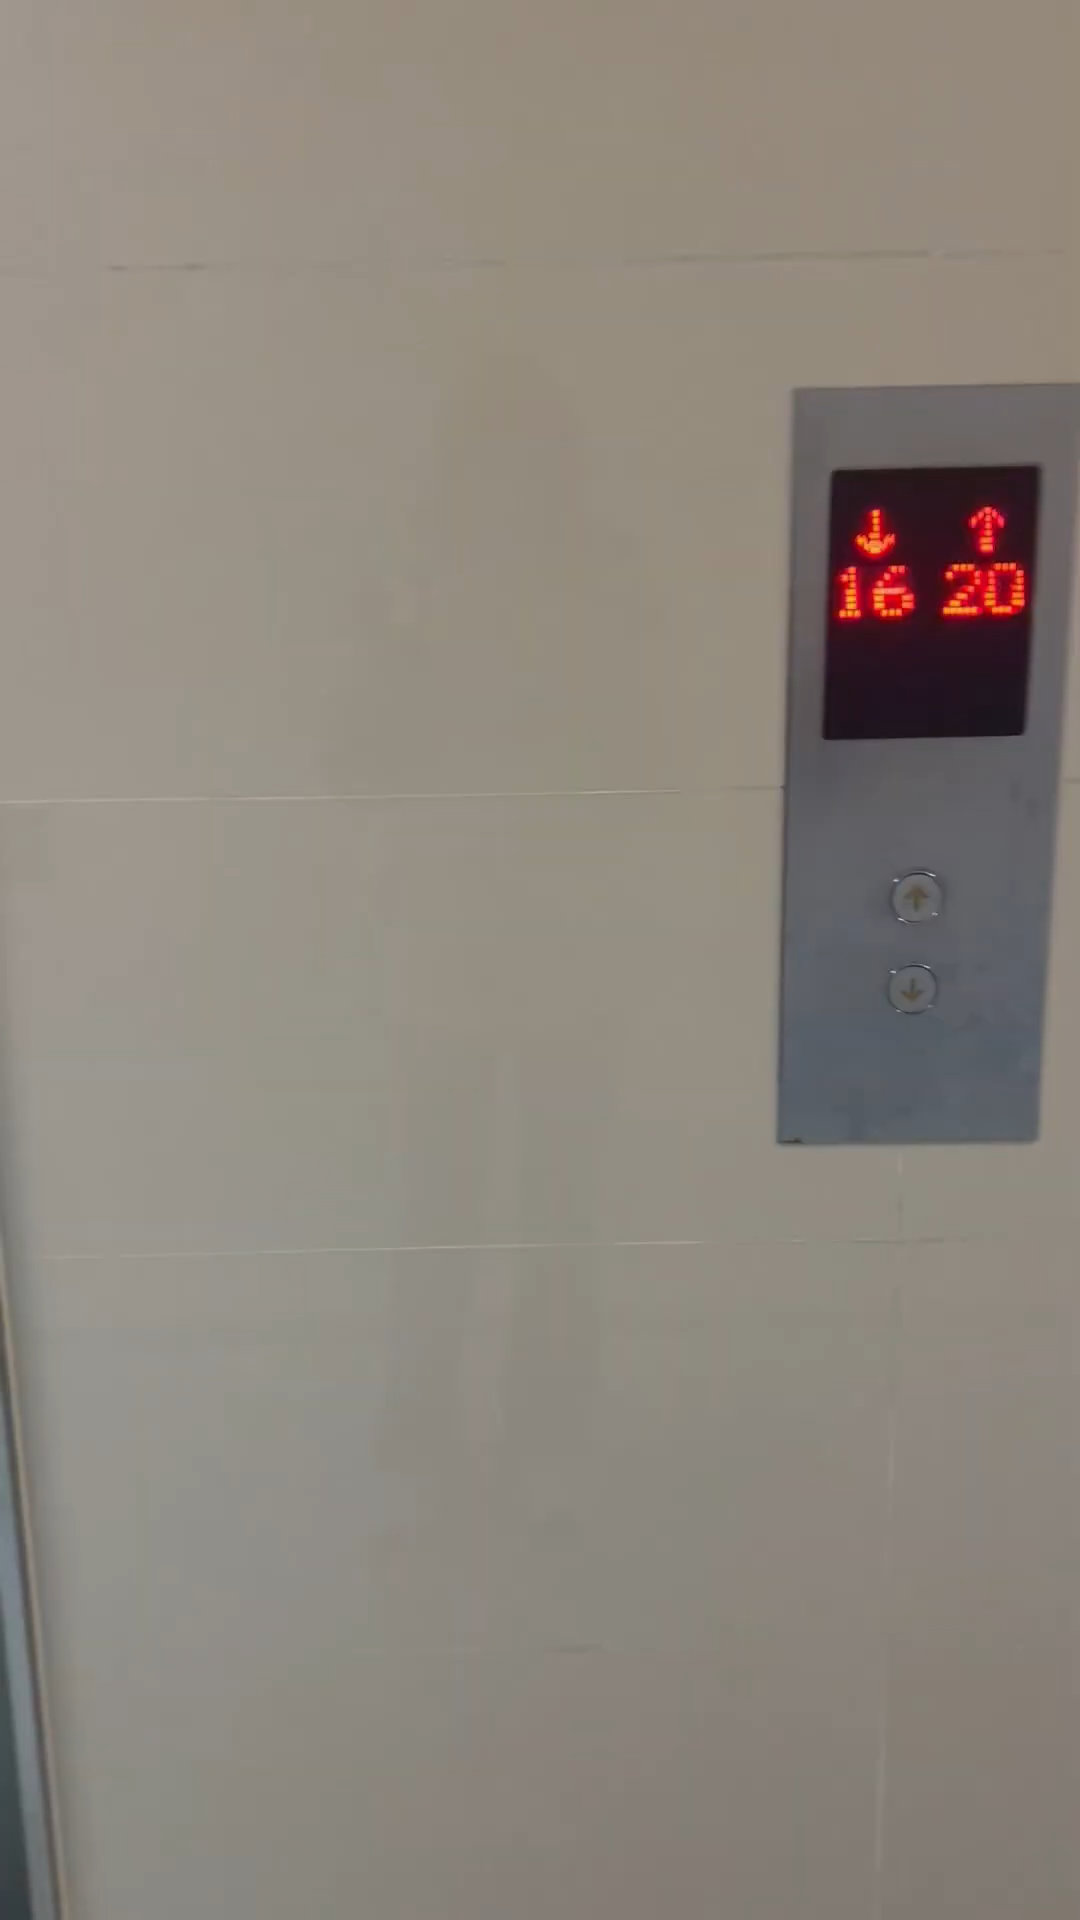 ↓ ↑
16 20
↑
↓